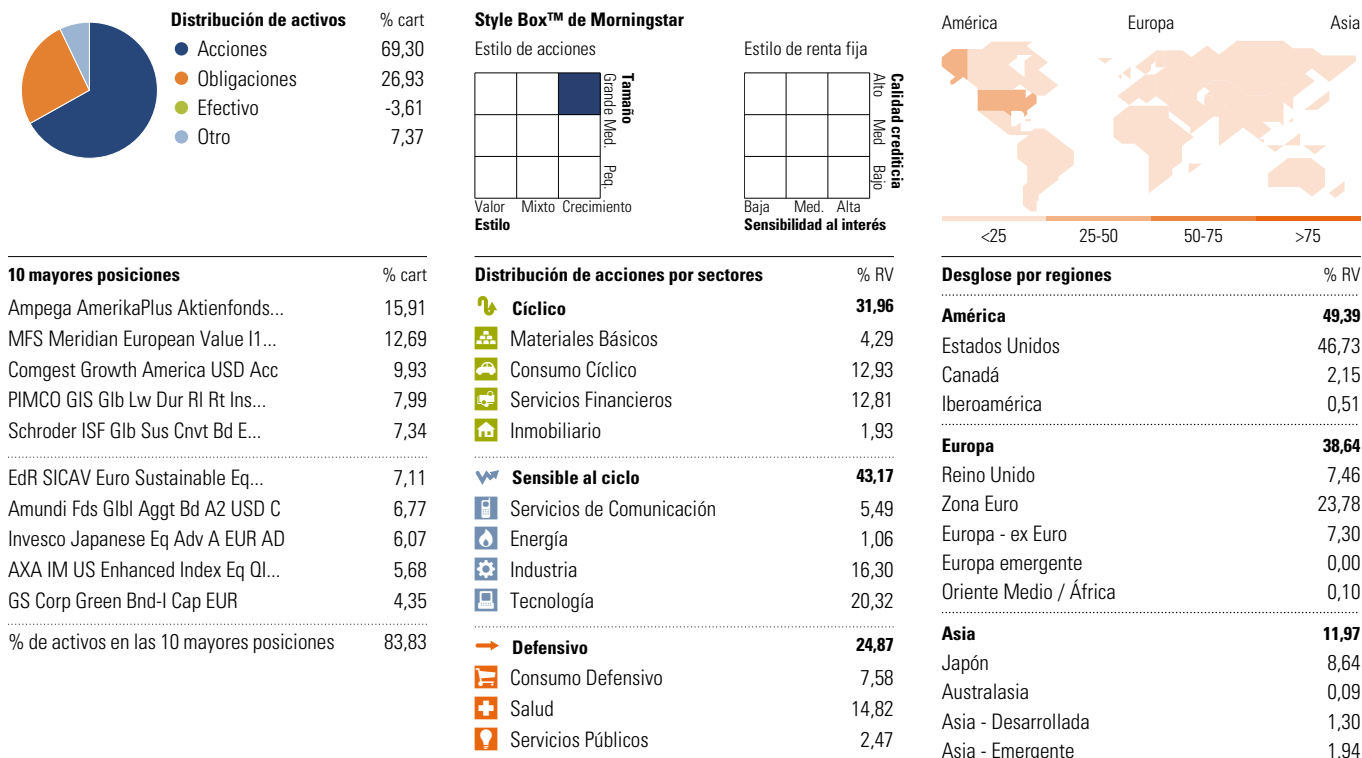 Distribución de activos % cart
Acciones 69,30
Obligaciones 26,93
Efectivo -3,61
Otro 7,37
Style Box™ de Morningstar
Estilo de acciones
Tamaño
Grande Med. Peq.
Valor Mixto Crecimiento
Estilo
Estilo de renta fija
Calidad crediticia
Alto Med Bajo
Baja Med. Alta
Sensibilidad al interés
América Europa Asia
<25 25-50 50-75 >75
10 mayores posiciones % cart
Ampega AmerikaPlus Aktienfonds... 15,91
MFS Meridian European Value I1... 12,69
Comgest Growth America USD Acc 9,93
PIMCO GIS Glb Lw Dur Rl Rt Ins... 7,99
Schroder ISF Glb Sus Cnvt Bd E... 7,34
EdR SICAV Euro Sustainable Eq... 7,11
Amundi Fds Glbl Aggt Bd A2 USD C 6,77
Invesco Japanese Eq Adv A EUR AD 6,07
AXA IM US Enhanced Index Eq QI... 5,68
GS Corp Green Bnd-I Cap EUR 4,35
% de activos en las 10 mayores posiciones 83,83
Distribución de acciones por sectores % RV
Cíclico 31,96
Materiales Básicos 4,29
Consumo Cíclico 12,93
Servicios Financieros 12,81
Inmobiliario 1,93
Sensible al ciclo 43,17
Servicios de Comunicación 5,49
Energía 1,06
Industria 16,30
Tecnología 20,32
Defensivo 24,87
Consumo Defensivo 7,58
Salud 14,82
Servicios Públicos 2,47
Desglose por regiones % RV
América 49,39
Estados Unidos 46,73
Canadá 2,15
Iberoamérica 0,51
Europa 38,64
Reino Unido 7,46
Zona Euro 23,78
Europa - ex Euro 7,30
Europa emergente 0,00
Oriente Medio / África 0,10
Asia 11,97
Japón 8,64
Australasia 0,09
Asia - Desarrollada 1,30
Asia - Emergente 1,94